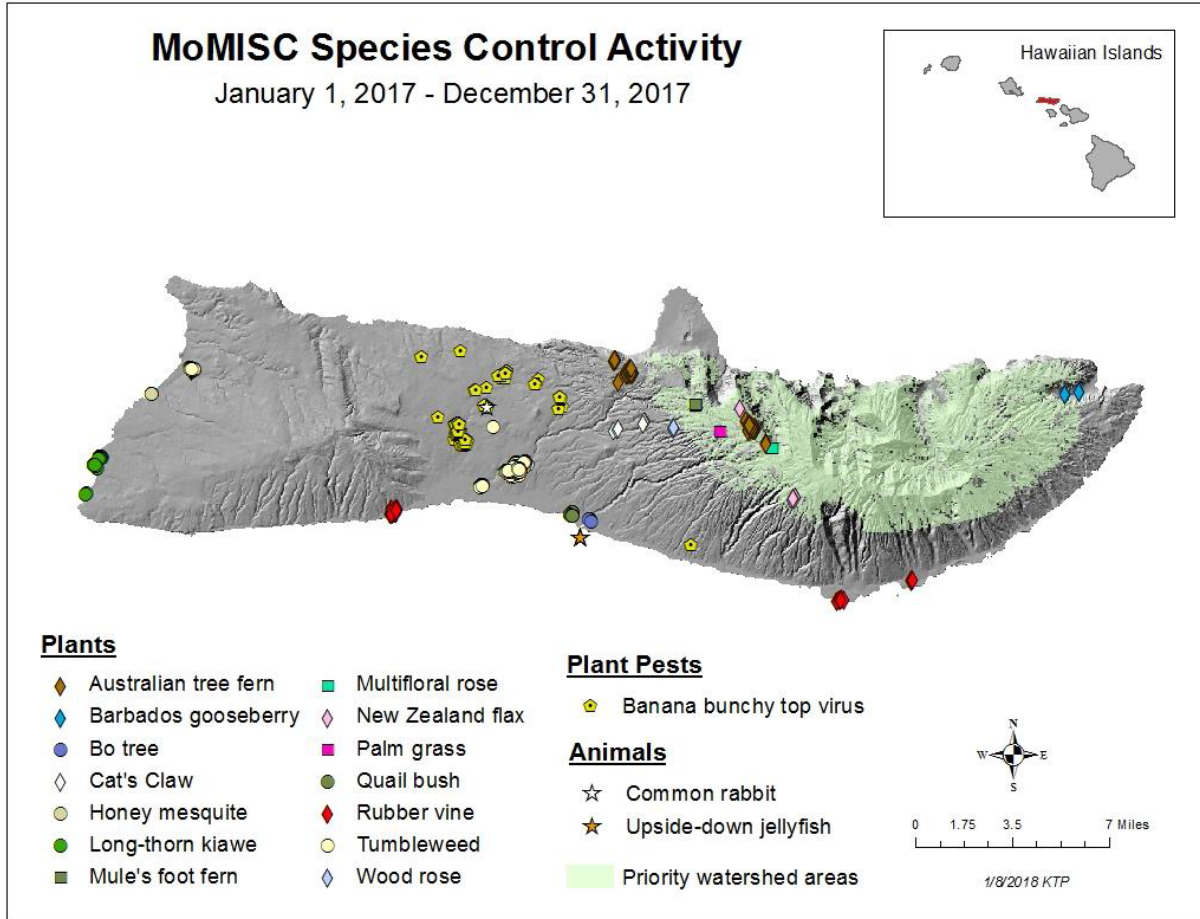 MoMISC Species Control Activity
January 1, 2017 - December 31, 2017
Hawaiian Islands
Plants
Australian tree fern
Barbados gooseberry
Bo tree
Cat's Claw
Honey mesquite
Long-thorn kiawe
Mule's foot fern
Multifloral rose
New Zealand flax
Palm grass
Quail bush
Rubber vine
Tumbleweed
Wood rose
Plant Pests
Banana bunchy top virus
Animals
Common rabbit
Upside-down jellyfish
Priority watershed areas
N
W E
S
0 1.75 3.5 7 Miles
1/8/2018 KTP